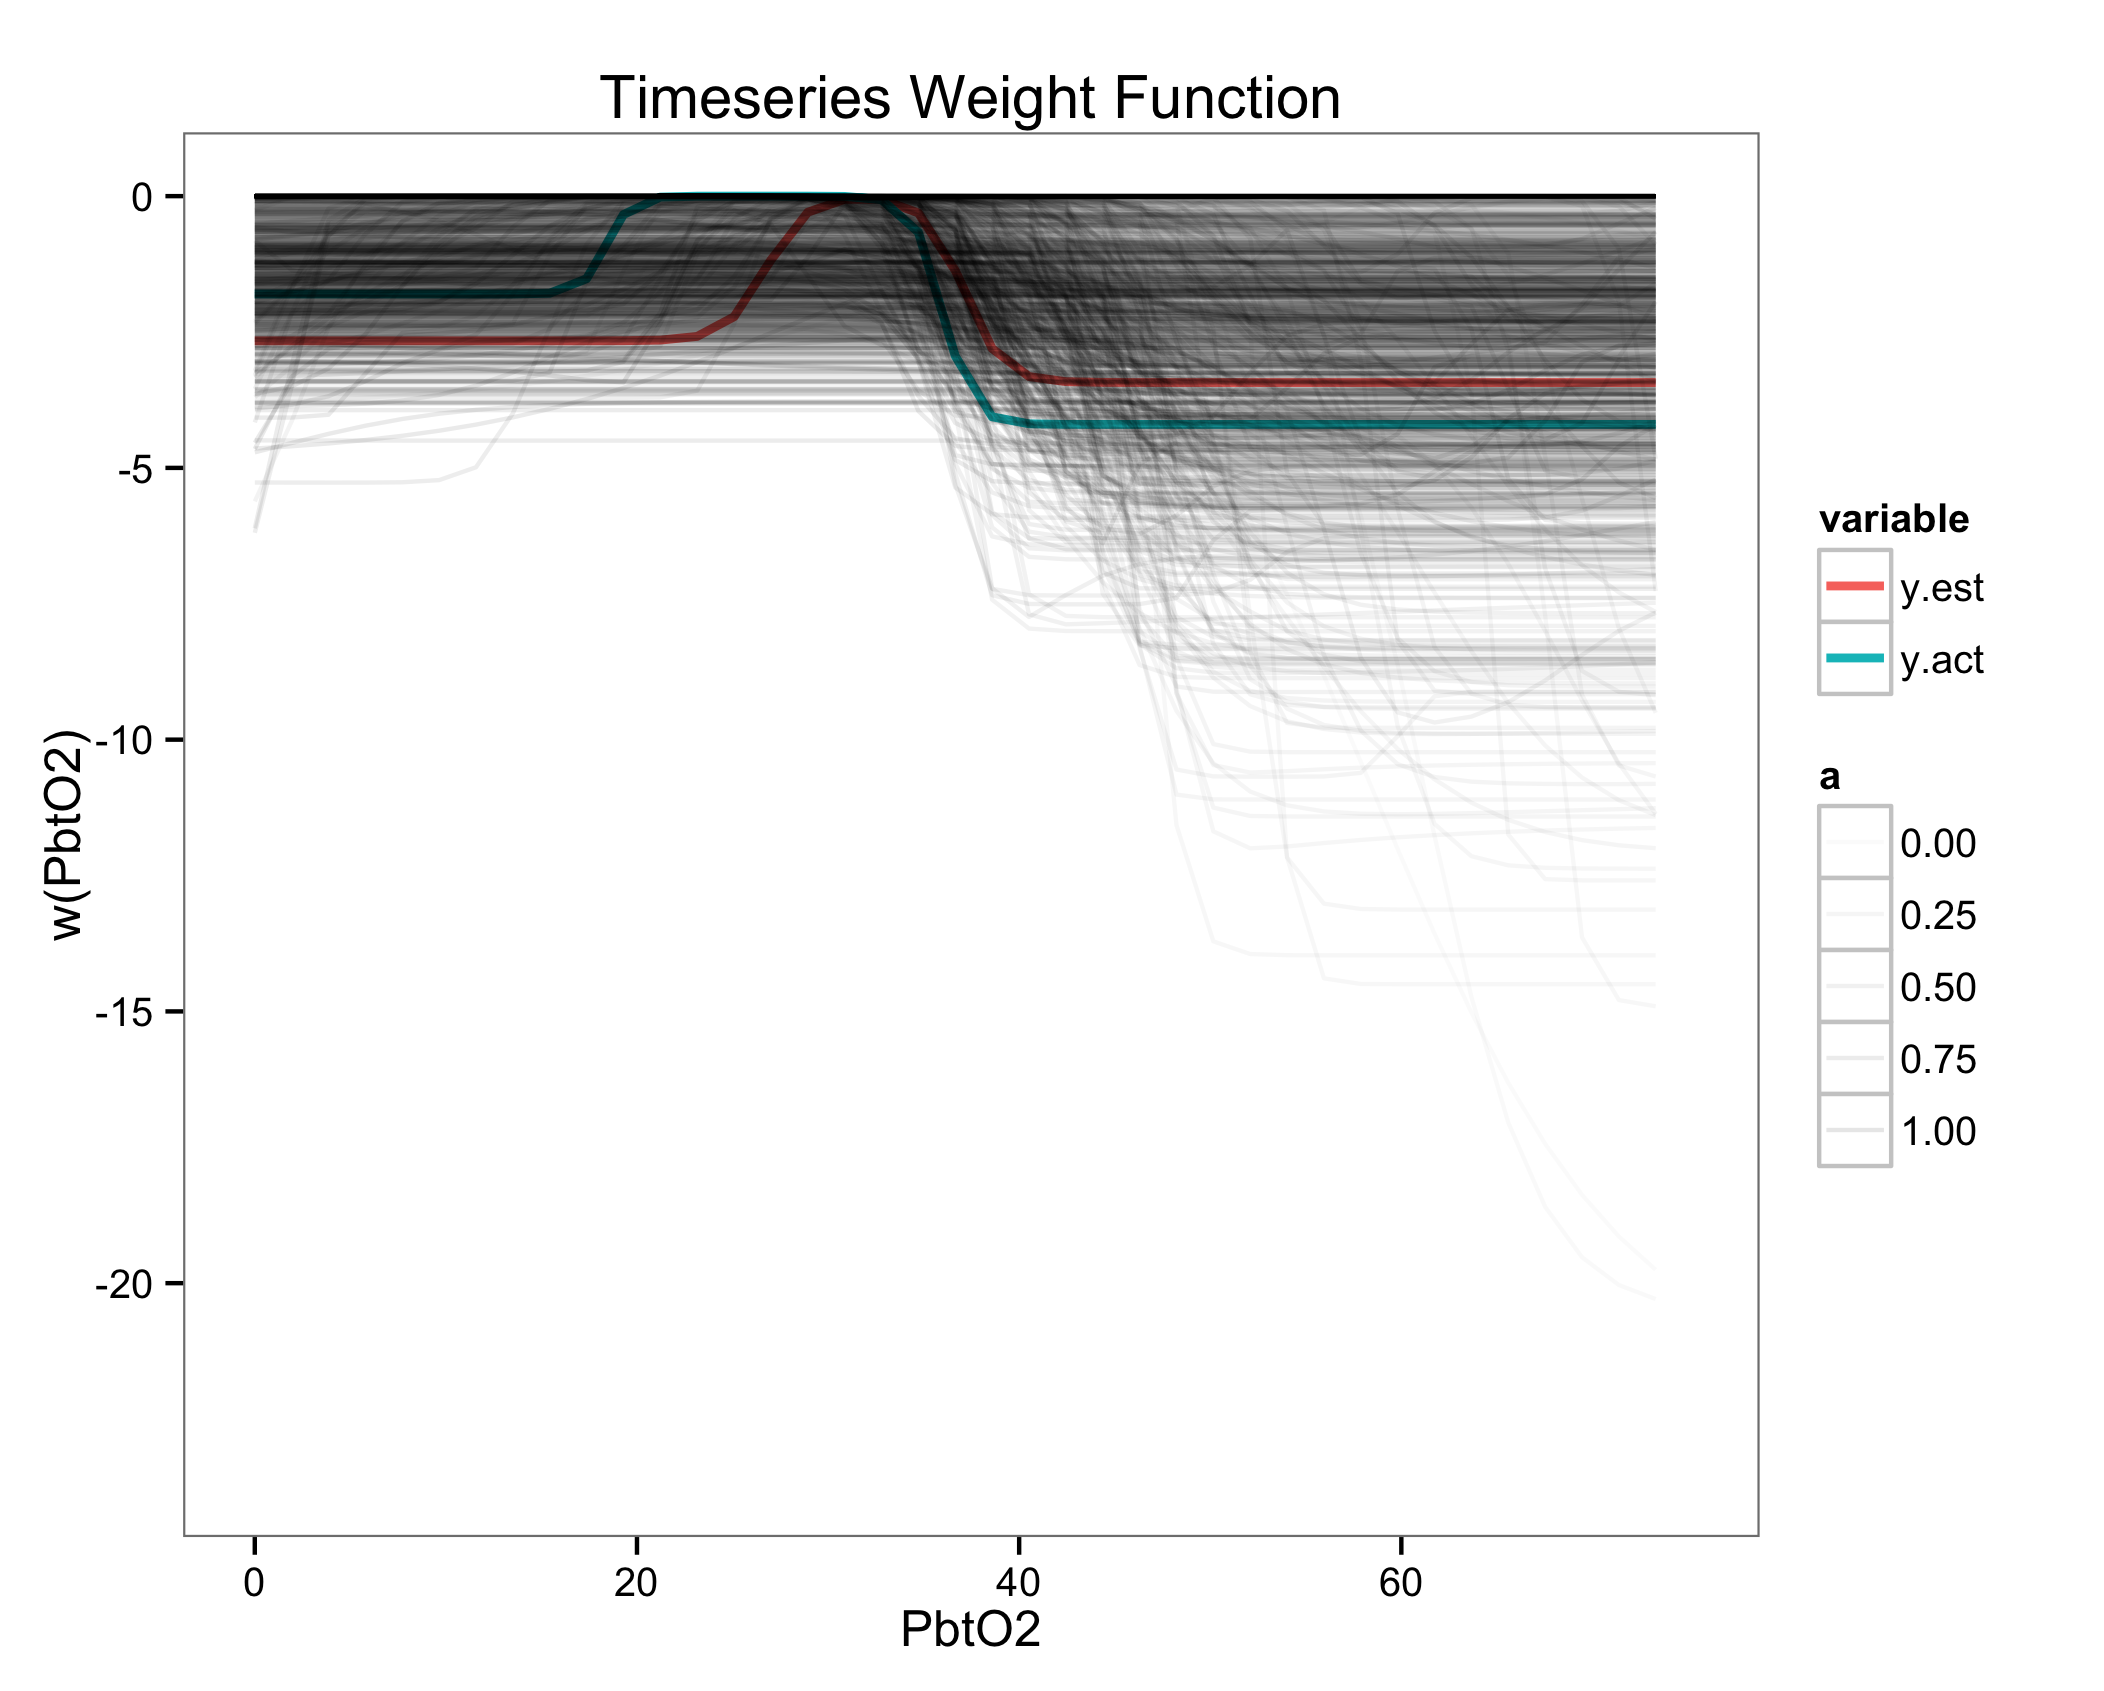 Timeseries Weight Function
w(PbtO2)
0
-5
-10
-15
-20
0 20 40 60
PbtO2
variable
y.est
y.act
a
0.00
0.25
0.50
0.75
1.00